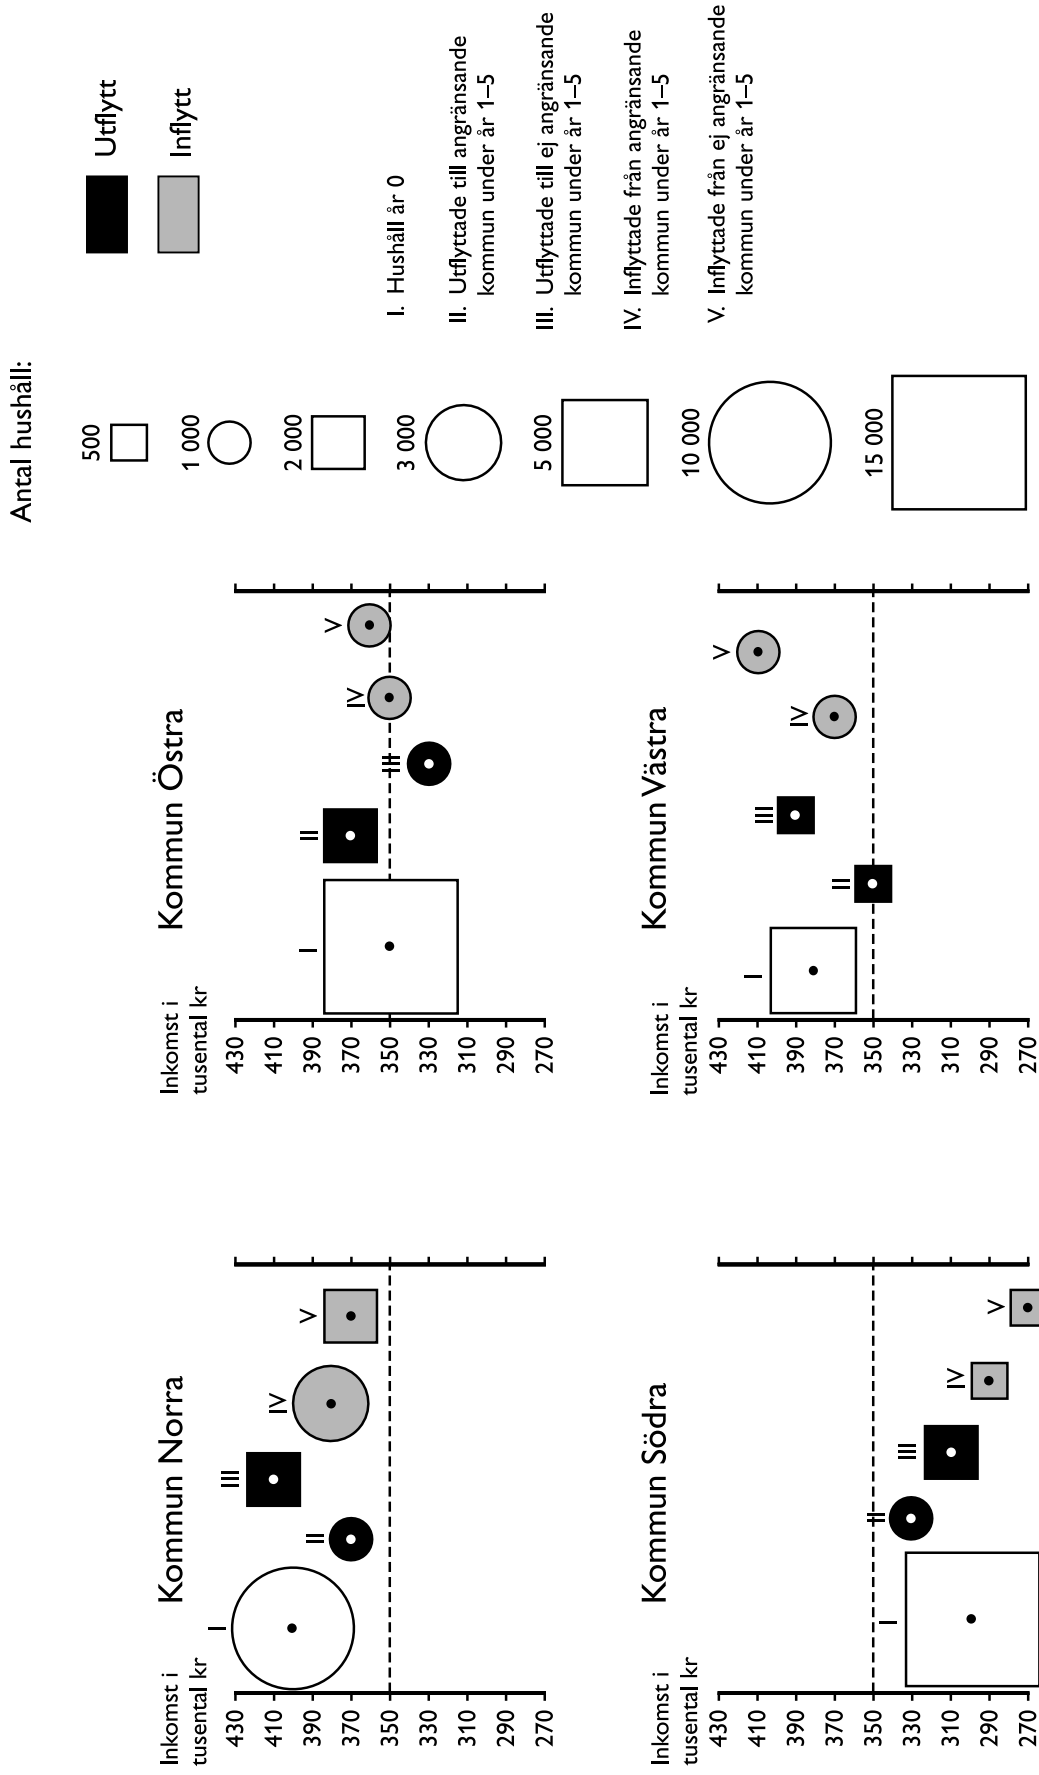 Kommun Norra
Inkomst i
tusental kr
430
410
390
370
350
330
310
290
270
I
II
III
IV
V
Kommun Östra
Inkomst i
tusental kr
430
410
390
370
350
330
310
290
270
I
II
III
IV
V
Kommun Södra
Inkomst i
tusental kr
430
410
390
370
350
330
310
290
270
I
II
III
IV
V
Kommun Västra
Inkomst i
tusental kr
430
410
390
370
350
330
310
290
270
I
II
III
IV
V
Antal hushåll:
500
1 000
2 000
3 000
5 000
10 000
15 000
Utflytt
Inflytt
I. Hushåll år 0
II. Utflyttade till angränsande
kommun under år 1–5
III. Utflyttade till ej angränsande
kommun under år 1–5
IV. Inflyttade från angränsande
kommun under år 1–5
V. Inflyttade från ej angränsande
kommun under år 1–5